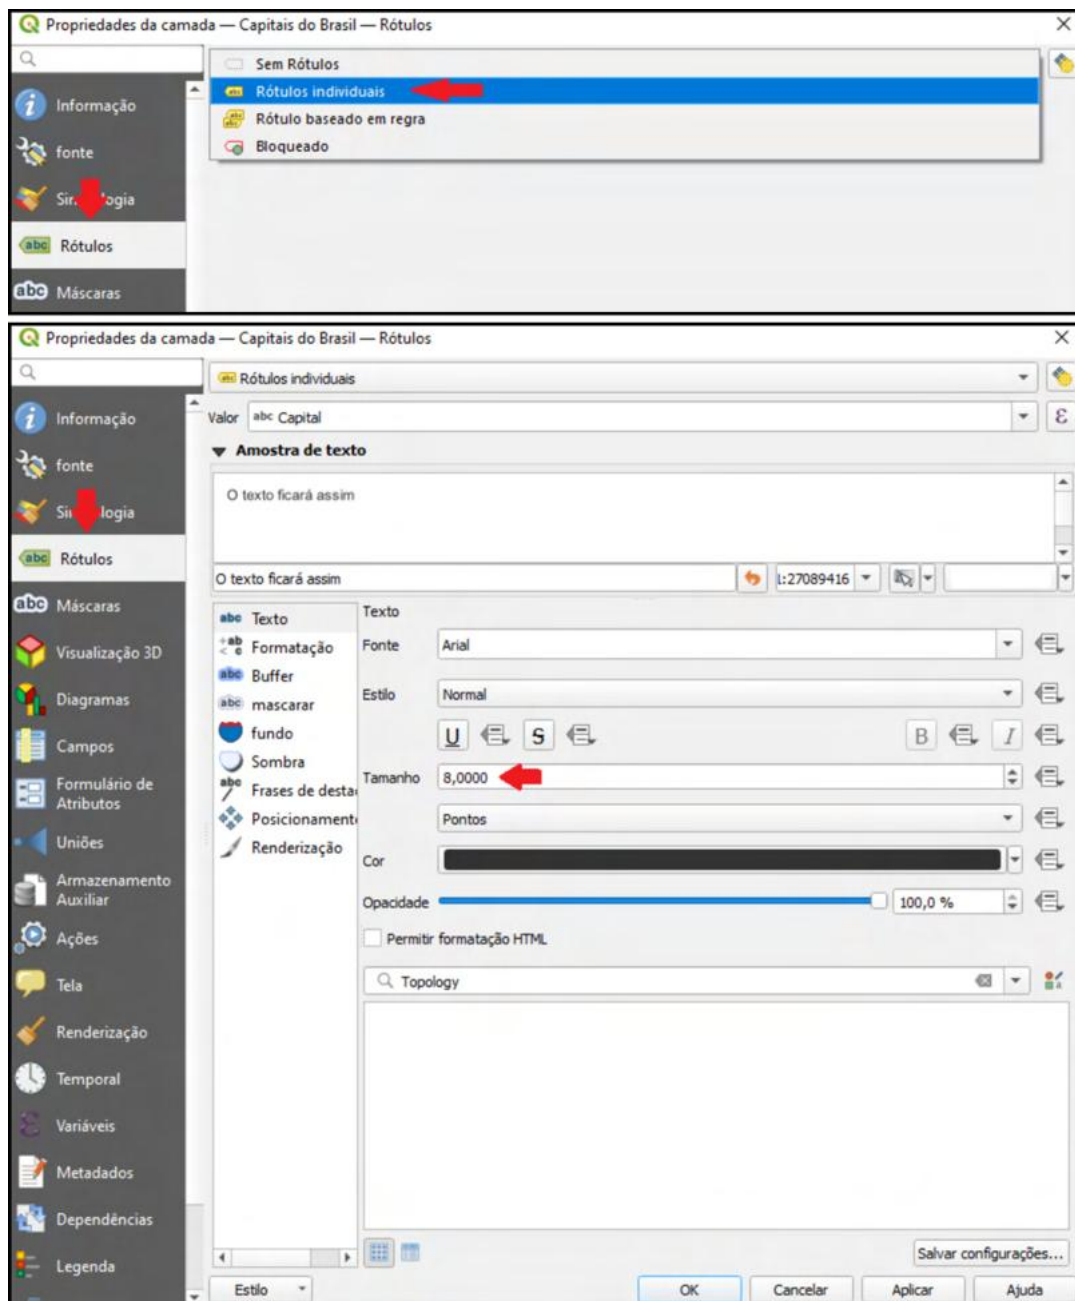 Propriedades da camada — Capitais do Brasil — Rótulos
Sem Rótulos
Rótulos individuais
Rótulo baseado em regra
Bloqueado
Informação
fonte
Rótulos
Máscaras
Propriedades da camada — Capitais do Brasil — Rótulos
Rótulos individuais
Valor abc Capital
Amostra de texto
O texto ficará assim
O texto ficará assim
:27089416
Informação
fonte
Rótulos
Máscaras
Visualização 3D
Diagramas
Campos
Formulário de
Atributos
Uniões
Armazenamento
Auxiliar
Ações
Tela
Renderização
Temporal
Variáveis
Metadados
Dependências
Legenda
Texto
Formatação
Buffer
mascarar
fundo
Sombra
Frases de desta
Posicionament
Renderização
Texto
Fonte Arial
Estilo Normal
U S B I
Tamanho 8,0000
Pontos
Cor
Opacidade 100,0 %
Permitir formatação HTML
Topology
Salvar configurações...
Estilo OK Cancelar Aplicar Ajuda